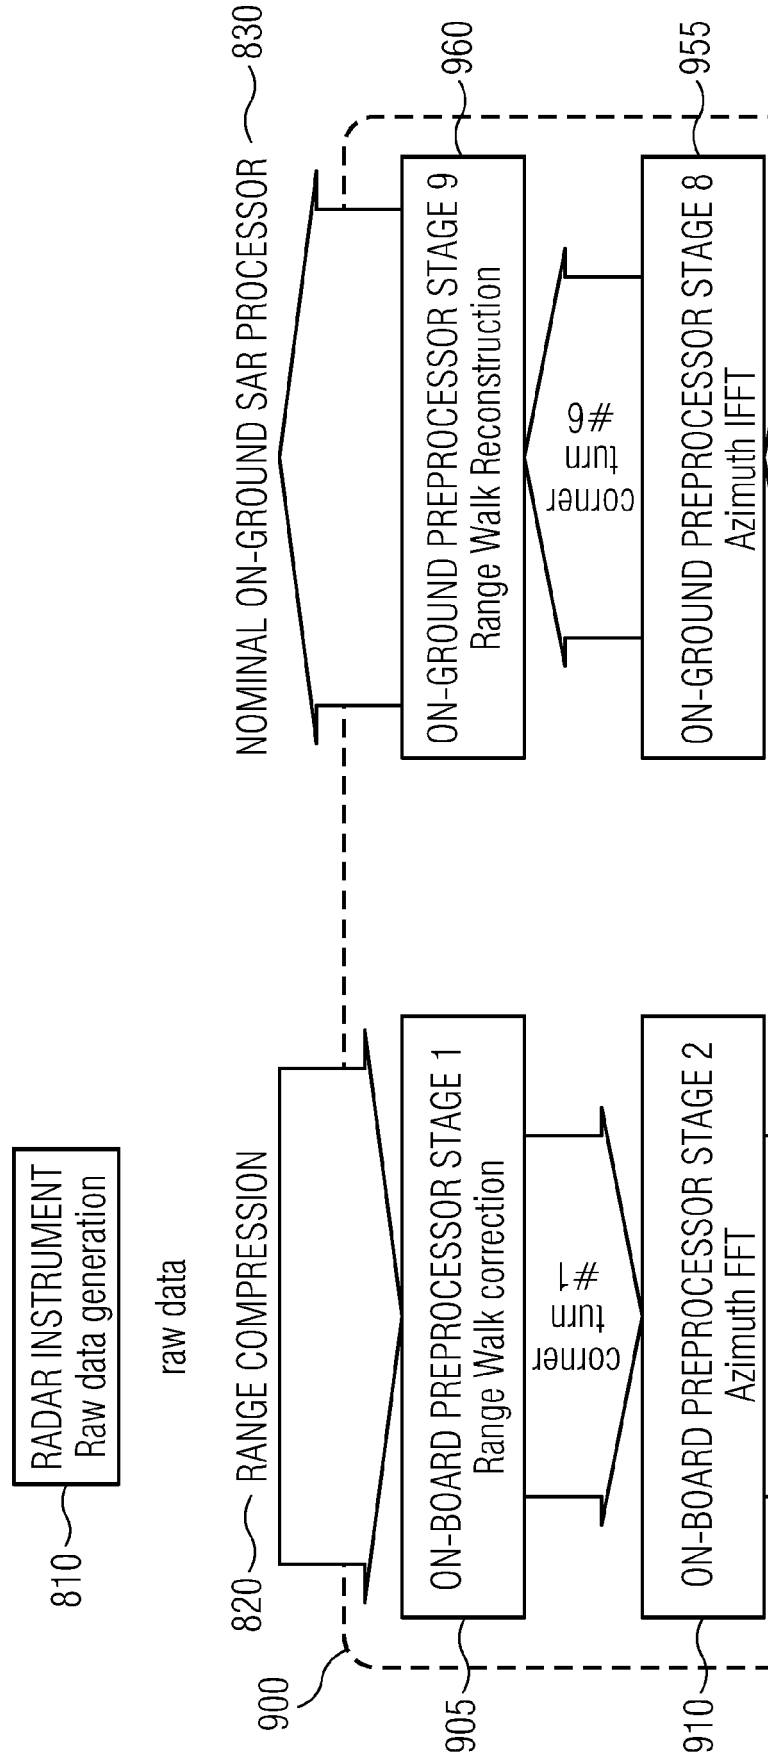 RADAR INSTRUMENT
Raw data generation
810
raw data
820
RANGE COMPRESSION
NOMINAL ON-GROUND SAR PROCESSOR
830
900
905
ON-BOARD PREPROCESSOR STAGE 1
Range Walk correction
ON-GROUND PREPROCESSOR STAGE 9
Range Walk Reconstruction
960
corner
turn
#1
corner
turn
#6
910
ON-BOARD PREPROCESSOR STAGE 2
Azimuth FFT
ON-GROUND PREPROCESSOR STAGE 8
Azimuth IFFT
955